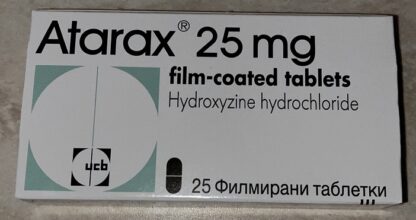 Atarax® 25 mg
film-coated tablets
Hydroxyzine hydrochloride
ucb
25 Филмирани таблетки